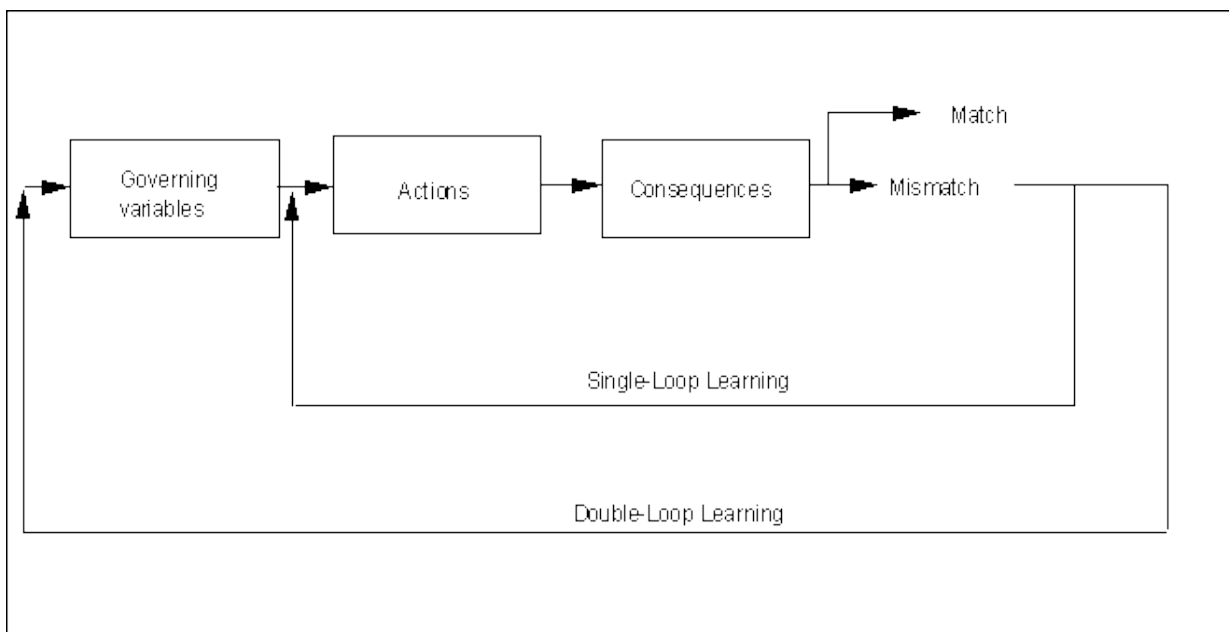 Match
Governing
variables
Actions
Consequences
Mismatch
Single-Loop Learning
Double-Loop Learning